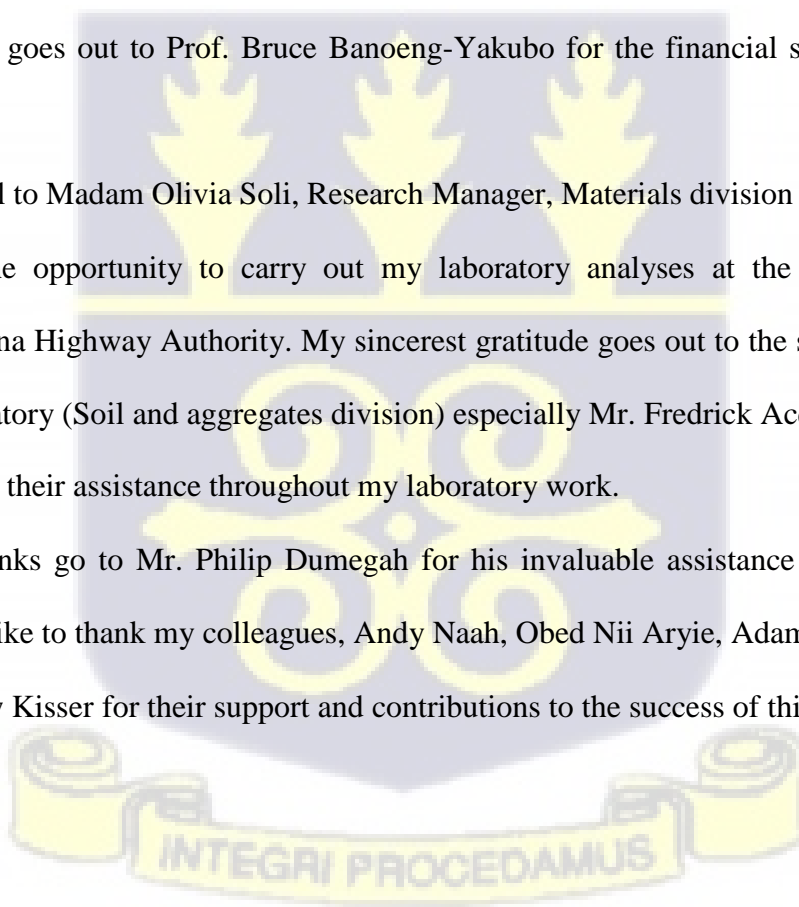 goes out to Prof. Bruce Banoeng-Yakubo for the financial s
l to Madam Olivia Soli, Research Manager, Materials division
e opportunity to carry out my laboratory analyses at the
na Highway Authority. My sincerest gratitude goes out to the s
atory (Soil and aggregates division) especially Mr. Fredrick Ac
their assistance throughout my laboratory work.
nks go to Mr. Philip Dumegah for his invaluable assistance
like to thank my colleagues, Andy Naah, Obed Nii Aryie, Adam
y Kisser for their support and contributions to the success of thi
INTEGRI PROCEDAMUS